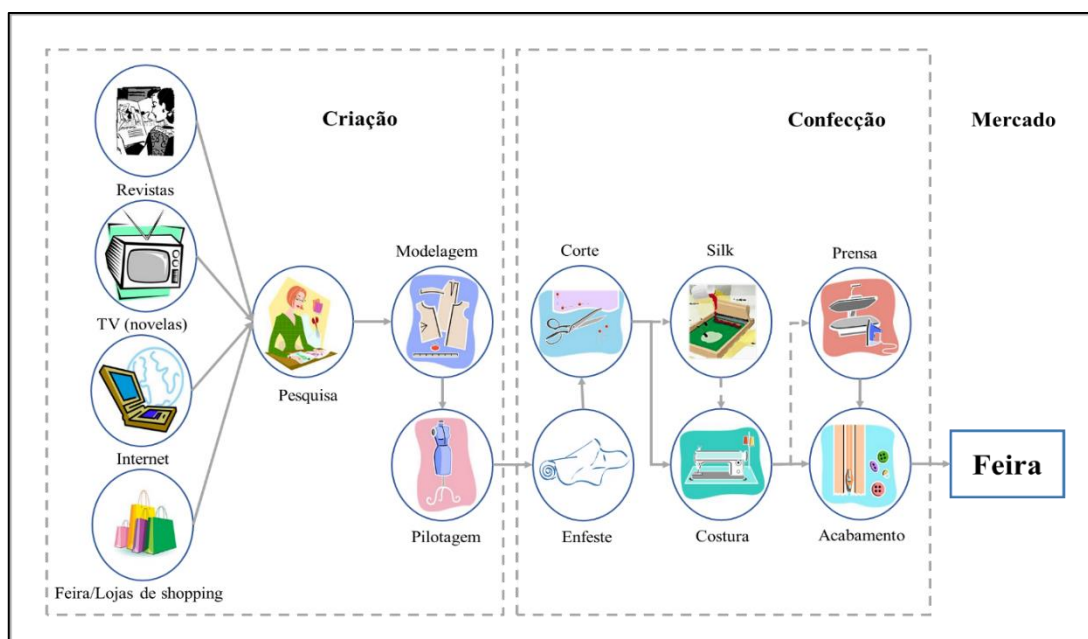 Criação
Confecção
Mercado
Revistas
TV (novelas)
Internet
Feira/Lojas de shopping
Pesquisa
Modelagem
Pilotagem
Corte
Enfeste
Silk
Costura
Prensa
Acabamento
Feira